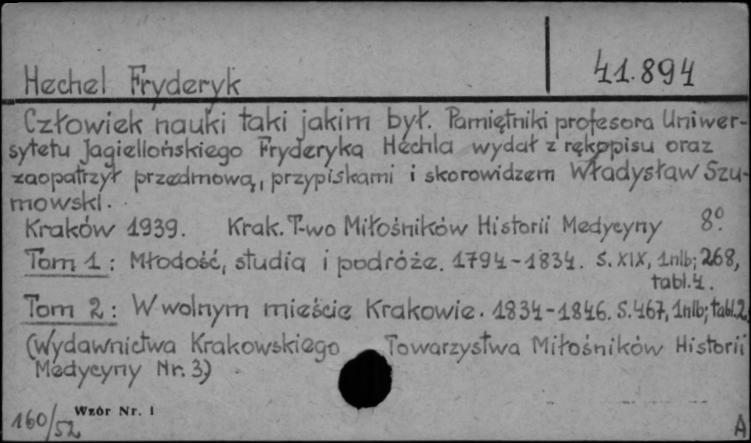 Hechel Fryderyk
41.894
Człowiek nauki taki jakim był. Pamiętniki profesora Uniwer-
sytetu Jagiellońskiego Fryderyka Hechla wydał z rękopisu oraz
zaopatrzył przedmową, przypiskami i skorowidzem Władysław Szu-
mowski.
Kraków 1939. Krak. T-wo Miłośników Historii Medycyny 8°.
Tom 1: Młodość, studia i podróże. 1794-1834. S. XIX, 1nlb; 268,
tabl. 4.
Tom 2: W wolnym mieście Krakowie. 1834-1846. S. 467, 1nlb; tabl. 2
(Wydawnictwa Krakowskiego Towarzystwa Miłośników Historii
Medycyny Nr. 3)
160/52 Wzór Nr. 1
A